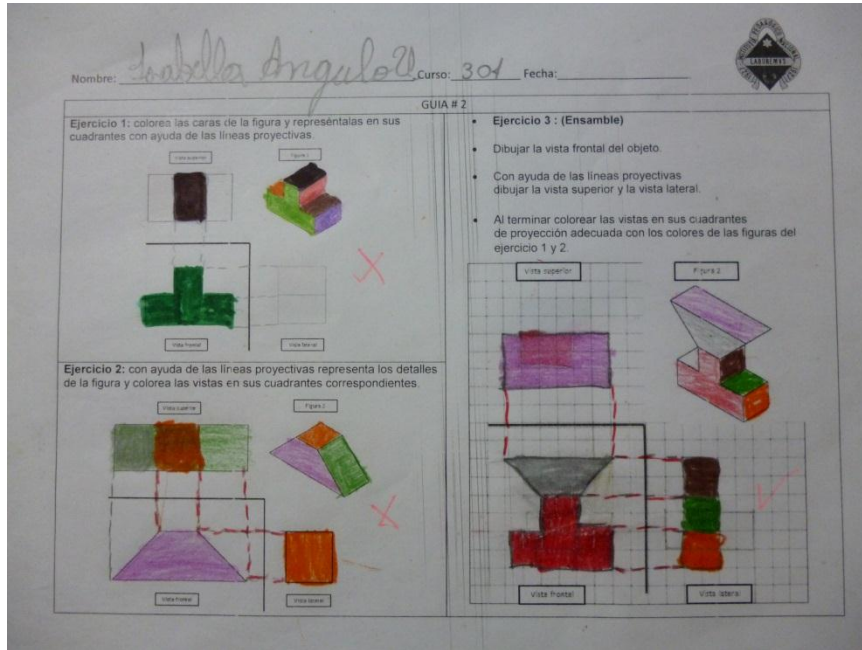 Nombre: Isabella Angulo U Curso: 301 Fecha:
INSTITUTO PEDAGOGICO NACIONAL
LABOREMVS
GUIA # 2
Ejercicio 1: colorea las caras de la figura y represéntalas en sus
cuadrantes con ayuda de las líneas proyectivas.
Vista superior
Figura 1
Vista frontal
Vista lateral
Ejercicio 2: con ayuda de las líneas proyectivas representa los detalles
de la figura y colorea las vistas en sus cuadrantes correspondientes.
Vista superior
Figura 2
Vista frontal
Vista lateral
• Ejercicio 3 : (Ensamble)
• Dibujar la vista frontal del objeto.
• Con ayuda de las líneas proyectivas
dibujar la vista superior y la vista lateral.
• Al terminar colorear las vistas en sus cuadrantes
de proyección adecuada con los colores de las figuras del
ejercicio 1 y 2.
Vista superior
Figura 2
Vista frontal
Vista lateral